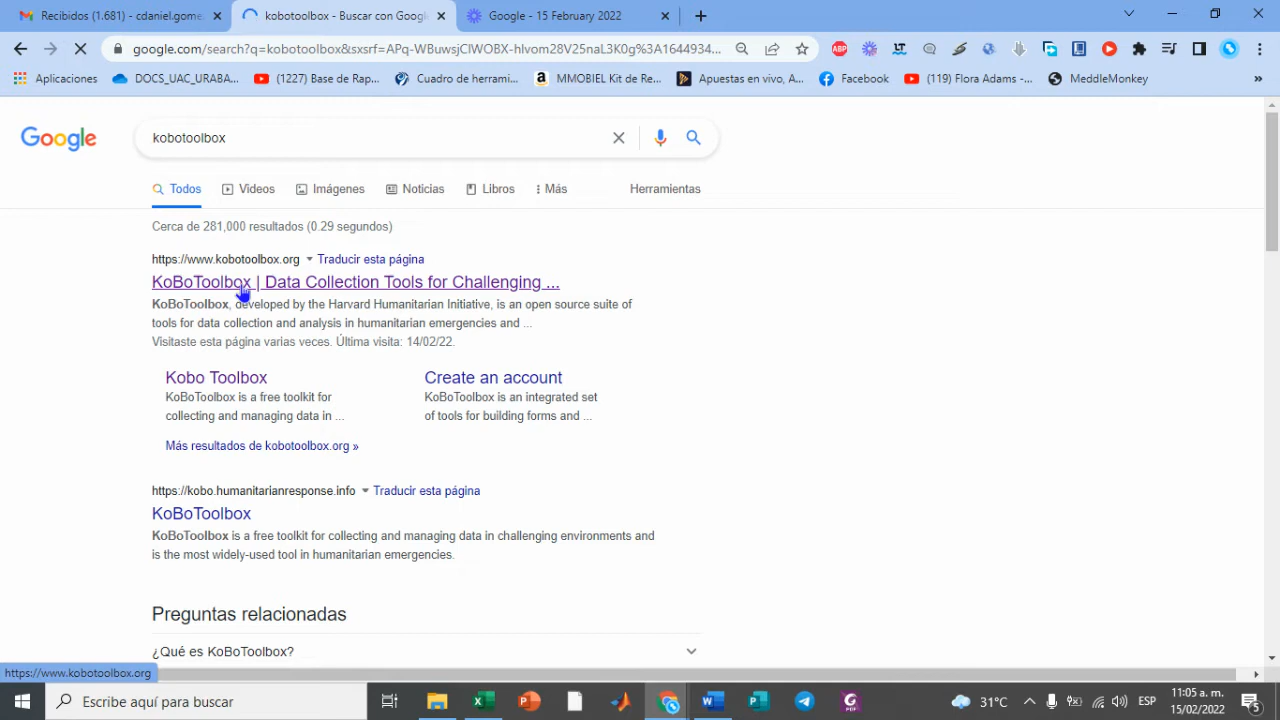 Recibidos (1.681) - cdaniel.gome
kobotoolbox - Buscar con Google
Google - 15 February 2022
google.com/search?q=kobotoolbox&sxsrf=APq-WBuwsjClWOBX-hlvom28V25naL3K0g%3A1644934...
Aplicaciones
DOCS_UAC_URABA...
(1227) Base de Rap...
Cuadro de herrami...
MMOBIEL Kit de Re...
Apuestas en vivo, A...
Facebook
(119) Flora Adams -...
MeddleMonkey
»
Google
kobotoolbox
Todos
Videos
Imágenes
Noticias
Libros
Más
Herramientas
Cerca de 281,000 resultados (0.29 segundos)
https://www.kobotoolbox.org
Traducir esta página
KoBoToolbox | Data Collection Tools for Challenging ...
KoBoToolbox, developed by the Harvard Humanitarian Initiative, is an open source suite of
tools for data collection and analysis in humanitarian emergencies and ...
Visitaste esta página varias veces. Última visita: 14/02/22.
Kobo Toolbox
KoBoToolbox is a free toolkit for
collecting and managing data in ...
Create an account
KoBoToolbox is an integrated set
of tools for building forms and ...
Más resultados de kobotoolbox.org »
https://kobo.humanitarianresponse.info
Traducir esta página
KoBoToolbox
KoBoToolbox is a free toolkit for collecting and managing data in challenging environments and
is the most widely-used tool in humanitarian emergencies.
Preguntas relacionadas
¿Qué es KoBoToolbox?
https://www.kobotoolbox.org
Escribe aquí para buscar
31°C
ESP
11:05 a. m.
15/02/2022
5